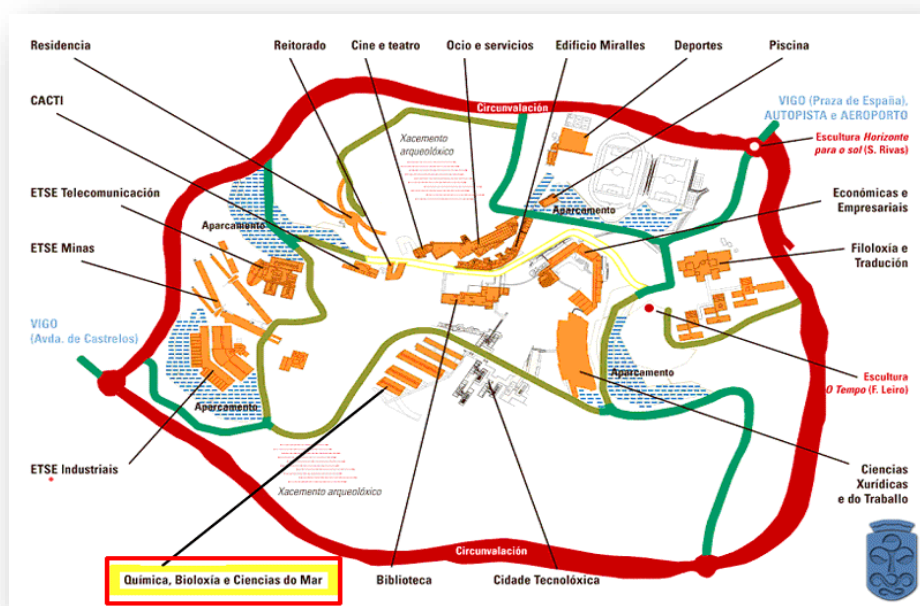 Residencia
Reitorado
Cine e teatro
Ocio e servicios
Edificio Miralles
Deportes
Piscina
CACTI
Circunvalación
VIGO (Praza de España),
AUTOPISTA e AEROPORTO
Escultura Horizonte
para o sol (S. Rivas)
Xacemento
arqueolóxico
ETSE Telecomunicación
Aparcamento
Aparcamento
Económicas e
Empresariais
ETSE Minas
Filoloxía e
Tradución
VIGO
(Avda. de Castrelos)
Aparcamento
Escultura
O Tempo (F. Leiro)
Aparcamento
ETSE Industriais
Xacemento arqueolóxico
Ciencias
Xurídicas
e do Traballo
Circunvalación
Química, Bioloxía e Ciencias do Mar
Biblioteca
Cidade Tecnolóxica